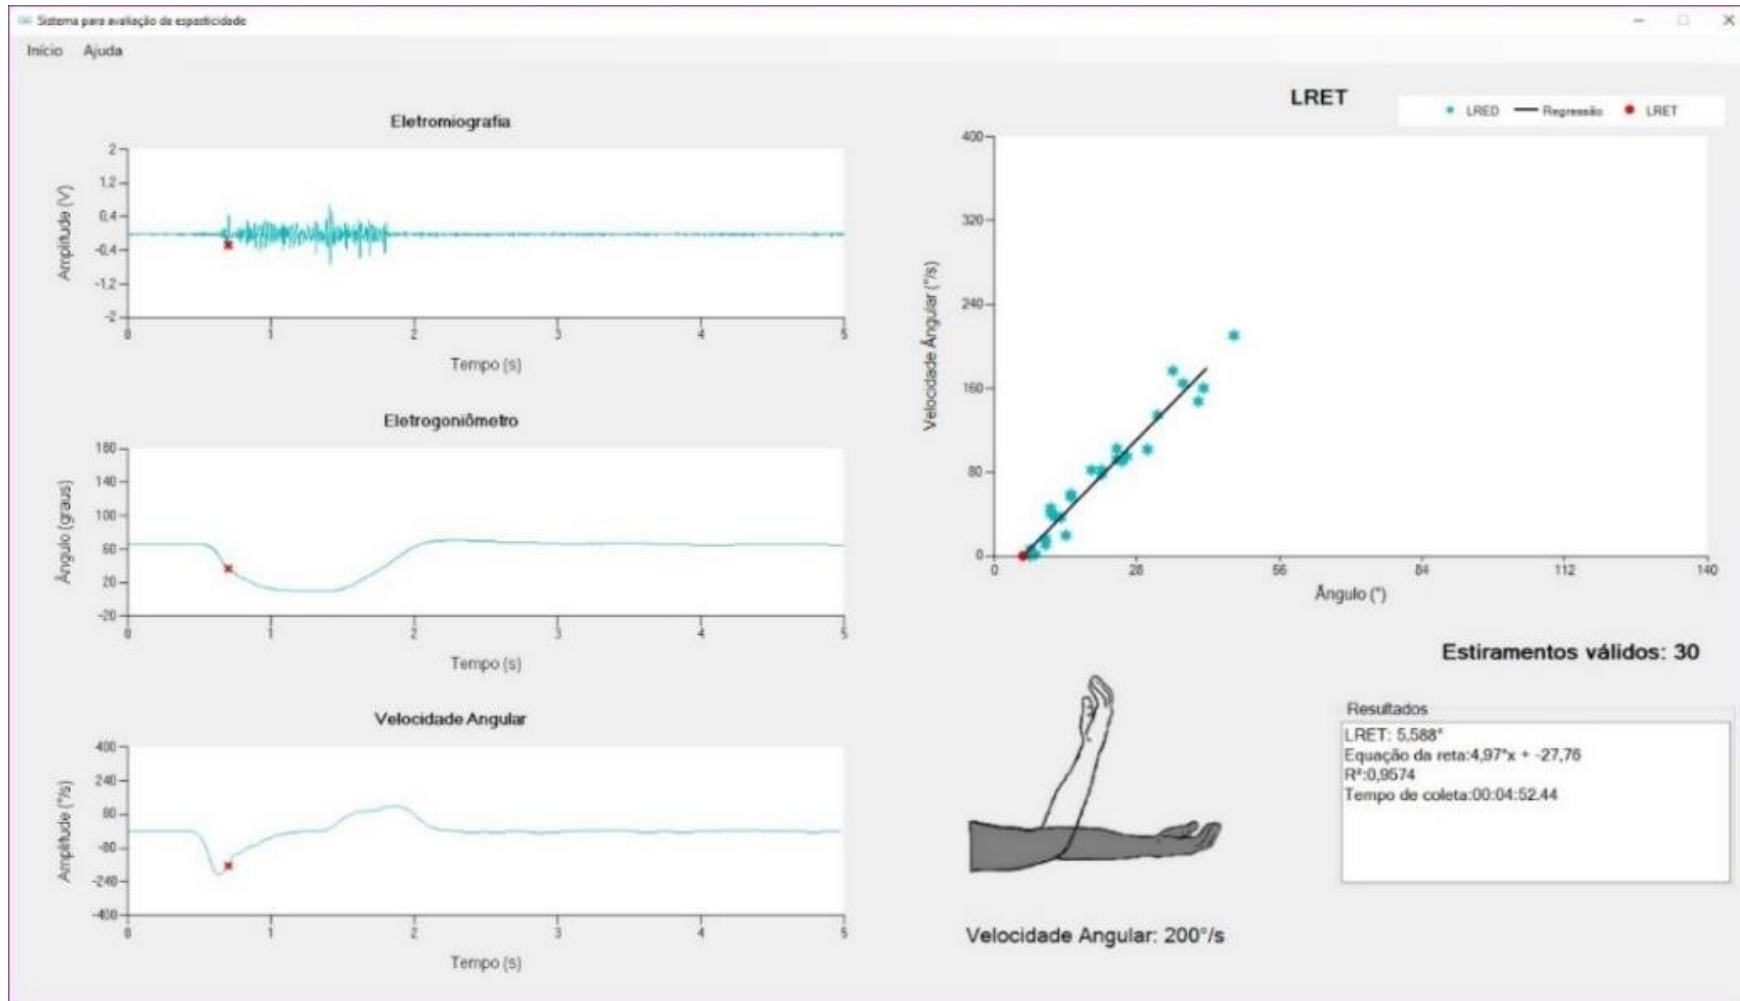 Sistema para avaliação da espasticidade
Início Ajuda
Eletromiografia
Amplitude (V)
2
1,2
0,4
-0,4
-1,2
-2
0 1 2 3 4 5
Tempo (s)
Eletrogoniômetro
Ângulo (graus)
180
140
100
60
20
-20
0 1 2 3 4 5
Tempo (s)
Velocidade Angular
Amplitude (°/s)
400
240
80
-80
-240
-400
0 1 2 3 4 5
Tempo (s)
LRET
LRED Regressão LRET
Velocidade Ângular (°/s)
400
320
240
160
80
0
0 28 56 84 112 140
Ângulo (°)
Estiramentos válidos: 30
Velocidade Angular: 200°/s
Resultados
LRET: 5,588°
Equação da reta:4,97*x + -27,76
R²:0,9574
Tempo de coleta:00:04:52.44